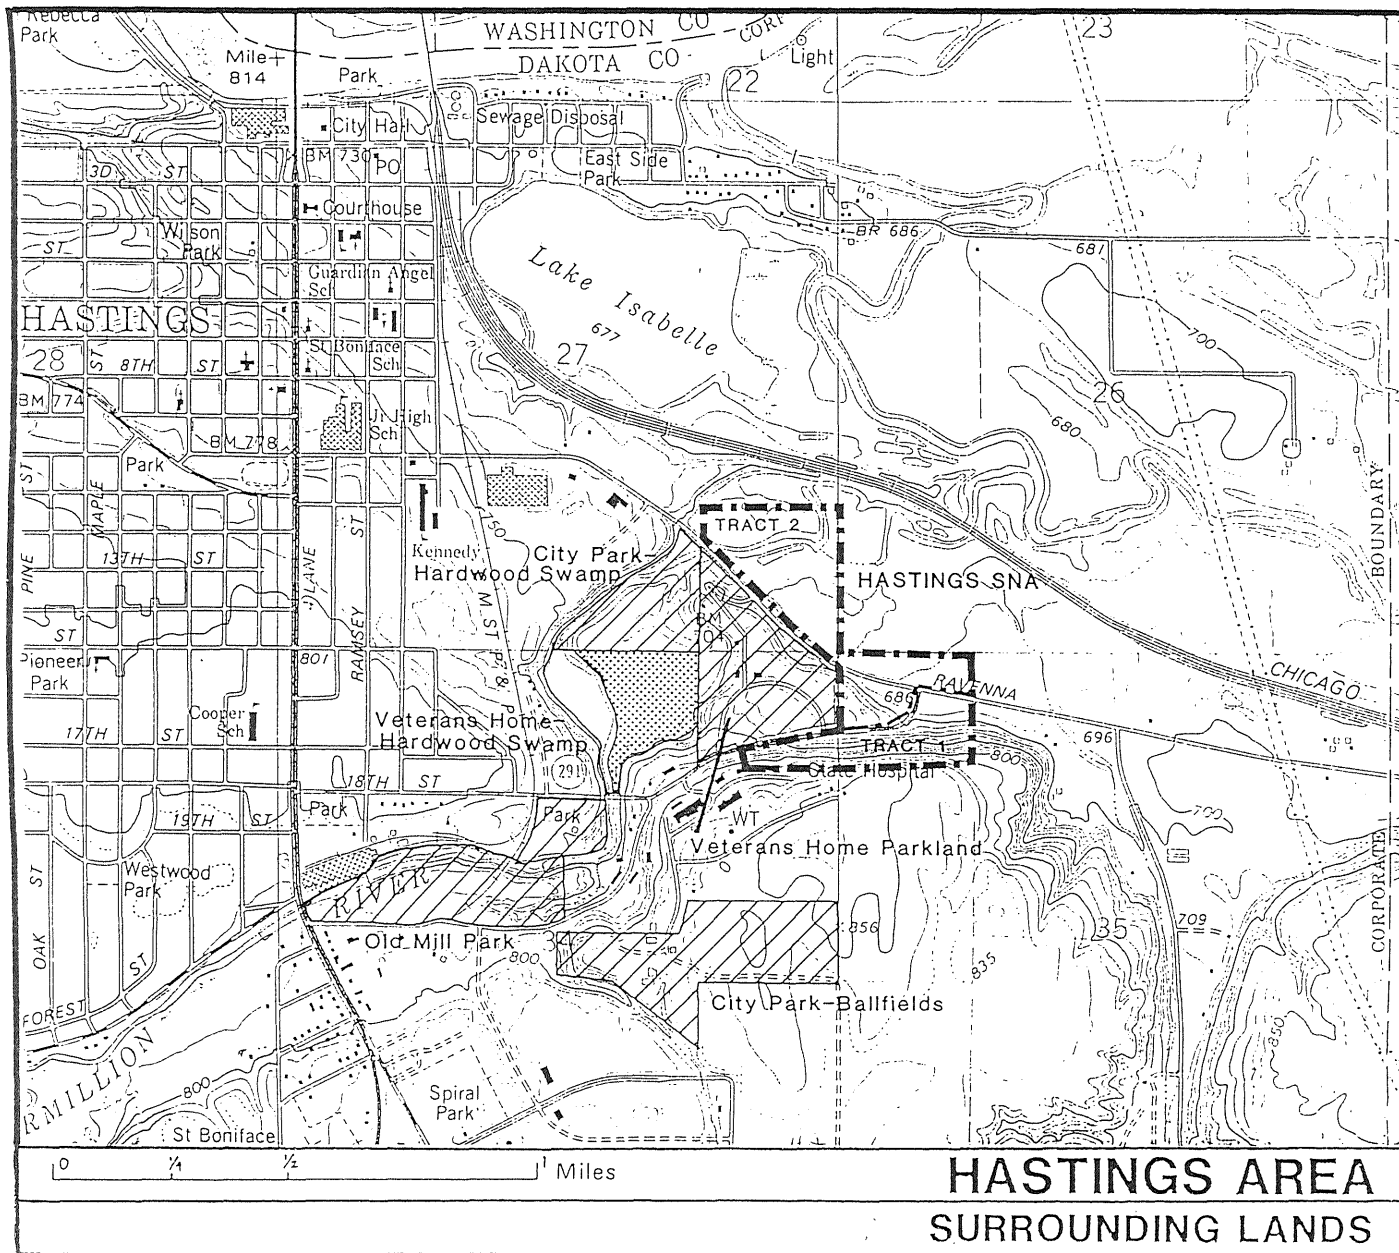 Rebecca
Park
Mile
814
Park
WASHINGTON CO
DAKOTA CO
CORP
Light
22
23
City Hall
Sewage Disposal
BM 730
PO
East Side
Park
3D ST
Courthouse
Wilson
Park
ST
BR 686
681
Guardian Angel
Sch
Lake Isabelle
677
HASTINGS
28
ST
8TH ST
St Boniface
Sch
27
700
26
BM 774
BM 778
Jr High
Sch
680
Park
ST
PINE
MAPLE
ST
750
TRACT 2
BOUNDARY
13TH ST
LANE
Kennedy
City Park-
Hardwood Swamp
HASTINGS SNA
M ST P &
P
BM
ST
RAMSEY
801
Pioneer
Park
CHICAGO
RAVENNA
686
Cooper
Sch
Veterans Home-
Hardwood Swamp
17TH ST
TRACT 1
696
800
State Hospital
291
18TH ST
Park
Park
19TH ST
WT
700
Veterans Home Parkland
Westwood
Park
ST
OAK
RIVER
CORPORATE
Old Mill Park
34
856
709
35
800
835
ST
City Park-Ballfields
FOREST
850
RMILLION
800
Spiral
Park
St Boniface
0 1/4 1/2 1 Miles
HASTINGS AREA
SURROUNDING LANDS